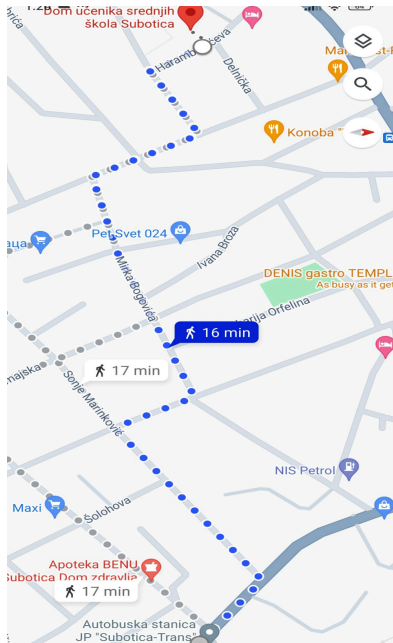 Dom učenika srednjih
škola Subotica
Haramb
Delnička
Konoba
Pet Svet 024
Ivana Broza
Mirka Bogovića
DENIS gastro TEMPL
As busy as it get
Orfelina
16 min
17 min
Sonje Marinković
NIS Petrol
Maxi
Šolohova
Apoteka BENU
Subotica Dom zdravlja
17 min
Autobuska stanica
JP "Subotica-Trans"